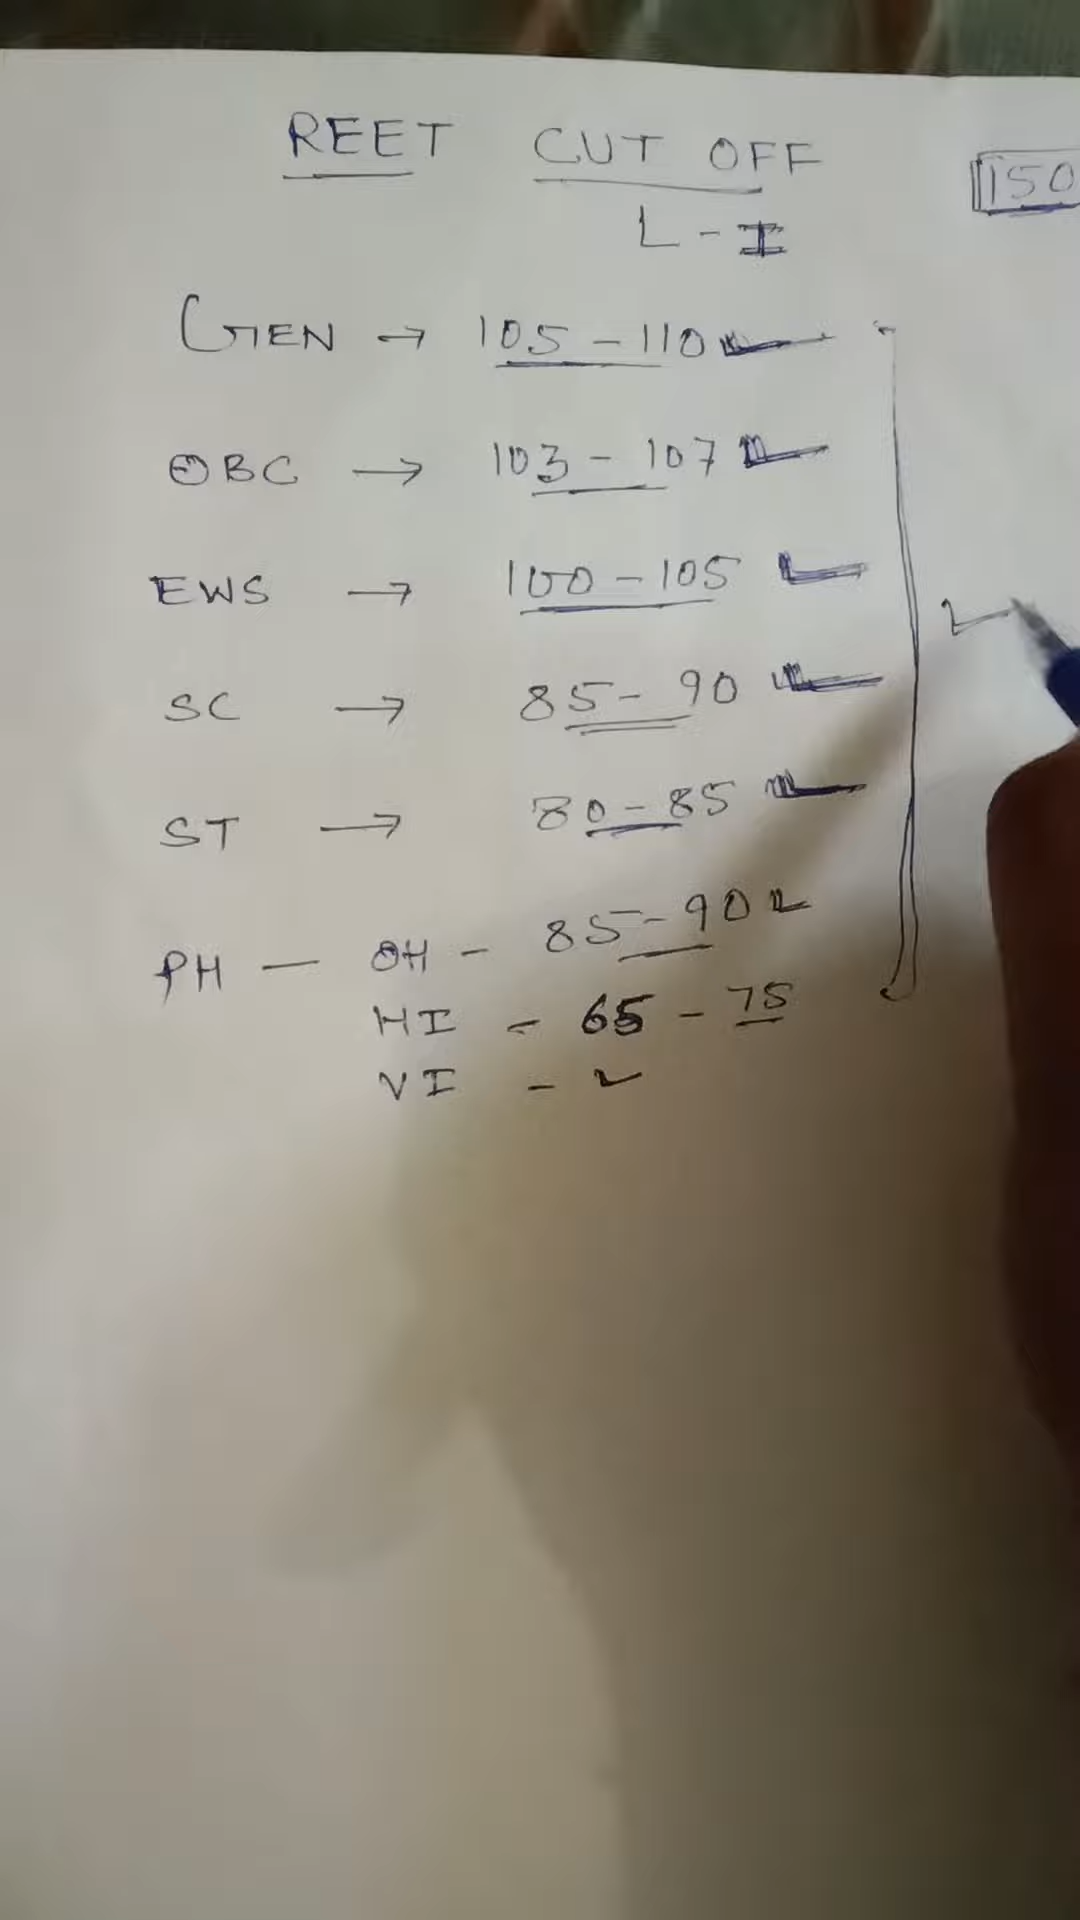 REET CUT OFF
150
L - I
GEN → 105 - 110
OBC → 103 - 107
EWS → 100 - 105
SC → 85 - 90
ST → 80 - 85
PH — OH - 85 - 90
HI - 65 - 75
VI -